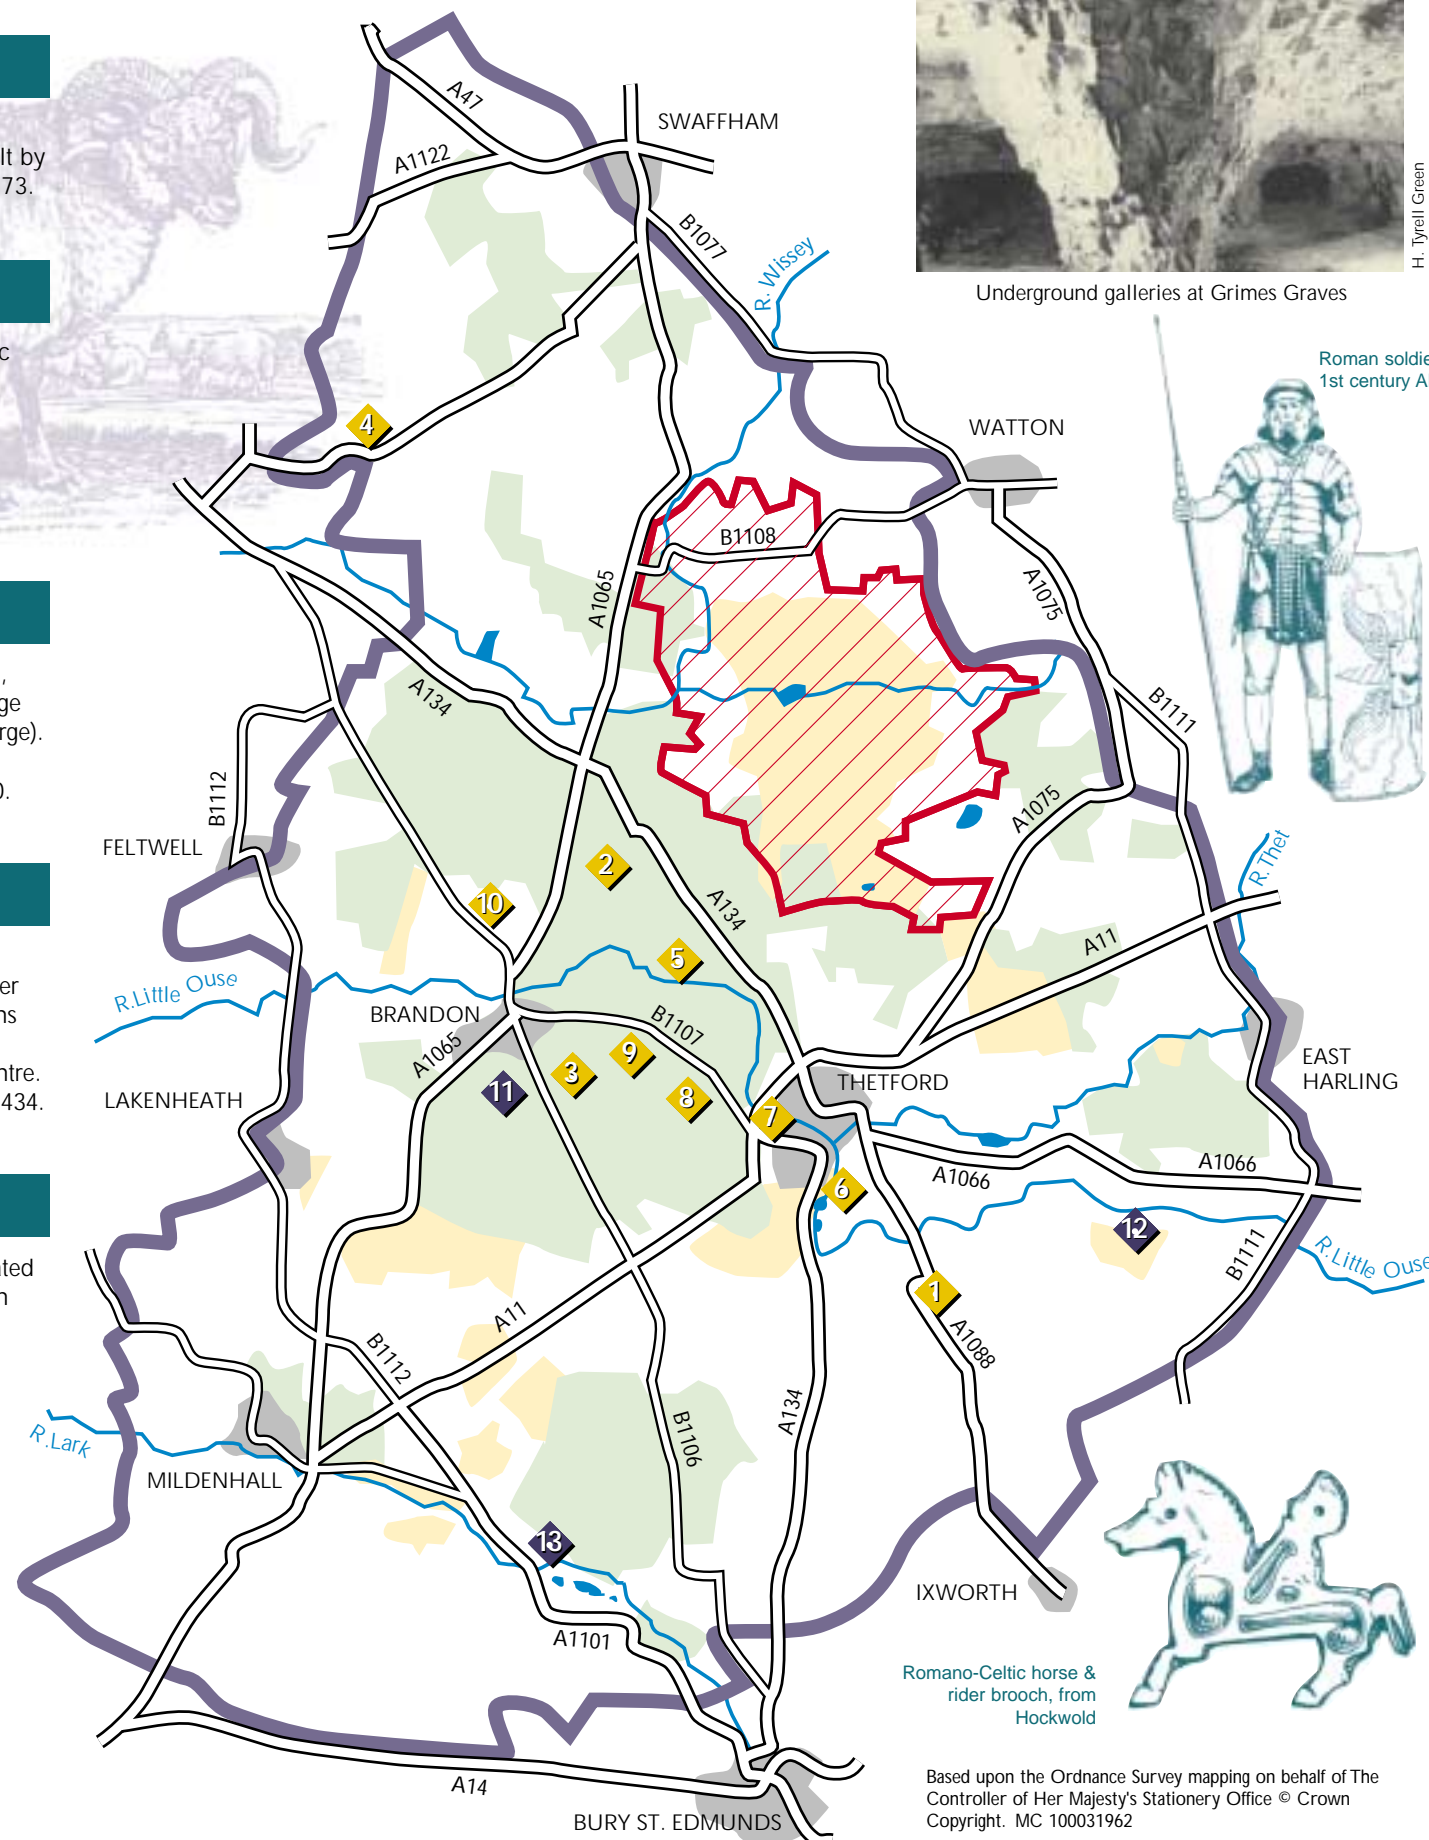 lt by
73.
c
,
ge
rge).
0.
er
ns
ntre.
434.
ated
n
H. Tyrell Green
Underground galleries at Grimes Graves
Roman soldie
1st century A
A47
SWAFFHAM
A1122
B1077
R. Wissey
4
WATTON
B1108
A1065
A1075
A134
B1111
B1112
A1075
FELTWELL
2
R.Thet
10
A134
A11
5
R.Little Ouse
BRANDON
B1107
A1065
9
EAST
HARLING
3
THETFORD
11
8
LAKENHEATH
7
A1066
A1066
6
12
B1111
R.Little Ouse
1
A11
A1088
B1112
A134
B1106
R.Lark
MILDENHALL
13
IXWORTH
A1101
Romano-Celtic horse &
rider brooch, from
Hockwold
A14
BURY ST. EDMUNDS
Based upon the Ordnance Survey mapping on behalf of The
Controller of Her Majesty's Stationery Office © Crown
Copyright. MC 100031962